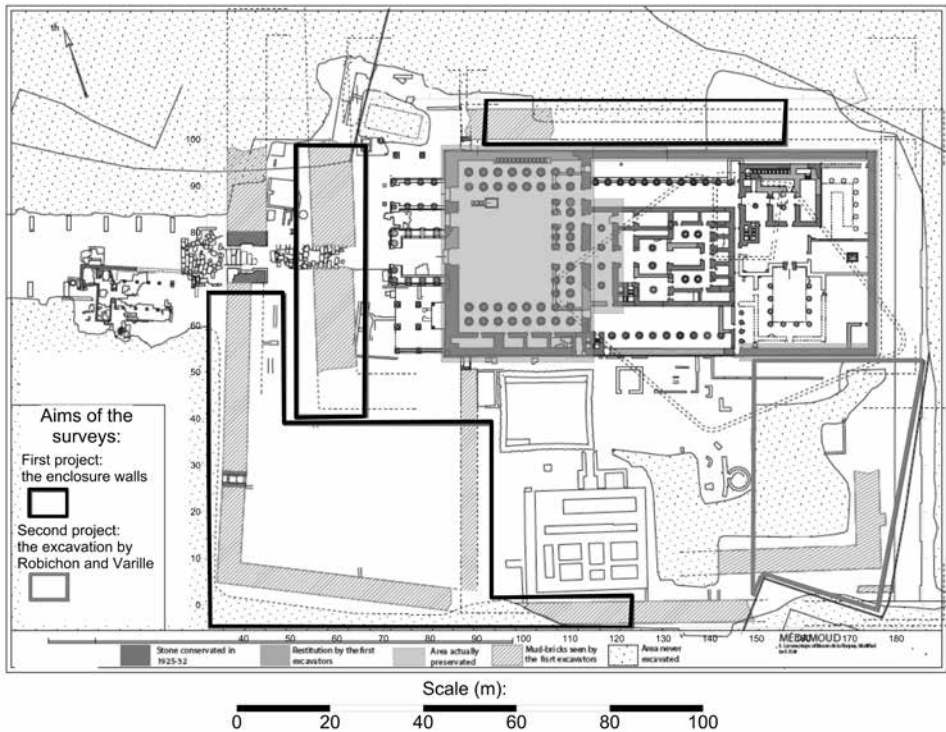 100
90
80
60
50
40
30
20
10
0
Aims of the
surveys:
First project:
the enclosure walls
Second project:
the excavation by
Robichon and Varille
40 50 60 70 80 90 100 110 120 130 140 150 170 180
MÉDAMOUD
Stone conservated in
1925-32
Restitution by the first
excavators
Area actually
preserved
Mud-bricks seen by
the fisrt excavators
Area never
excavated
Scale (m):
0 20 40 60 80 100